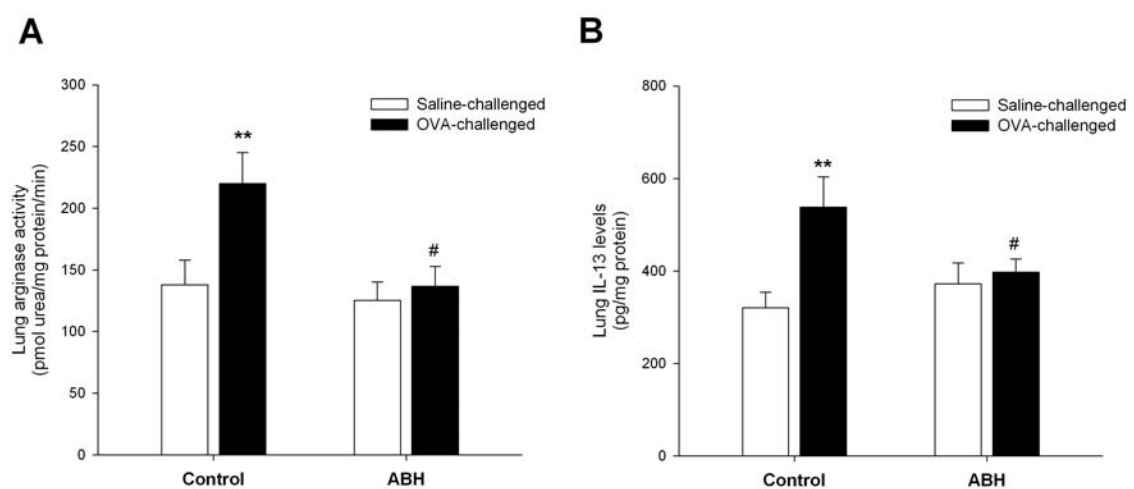 A
Lung arginase activity
(pmol urea/mg protein/min)
300
250
200
150
100
50
0
Saline-challenged
OVA-challenged
**
#
Control
ABH
B
Lung IL-13 levels
(pg/mg protein)
800
600
400
200
0
Saline-challenged
OVA-challenged
**
#
Control
ABH